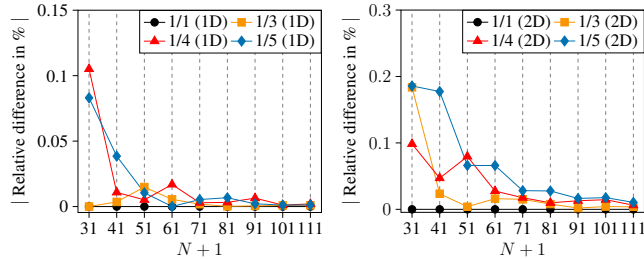 | Relative difference in % |
0.15
0.1
0.05
0
1/1 (1D)
1/3 (1D)
1/4 (1D)
1/5 (1D)
31 41 51 61 71 81 91 101 111
N + 1
| Relative difference in % |
0.3
0.2
0.1
0
1/1 (2D)
1/3 (2D)
1/4 (2D)
1/5 (2D)
31 41 51 61 71 81 91 101 111
N + 1